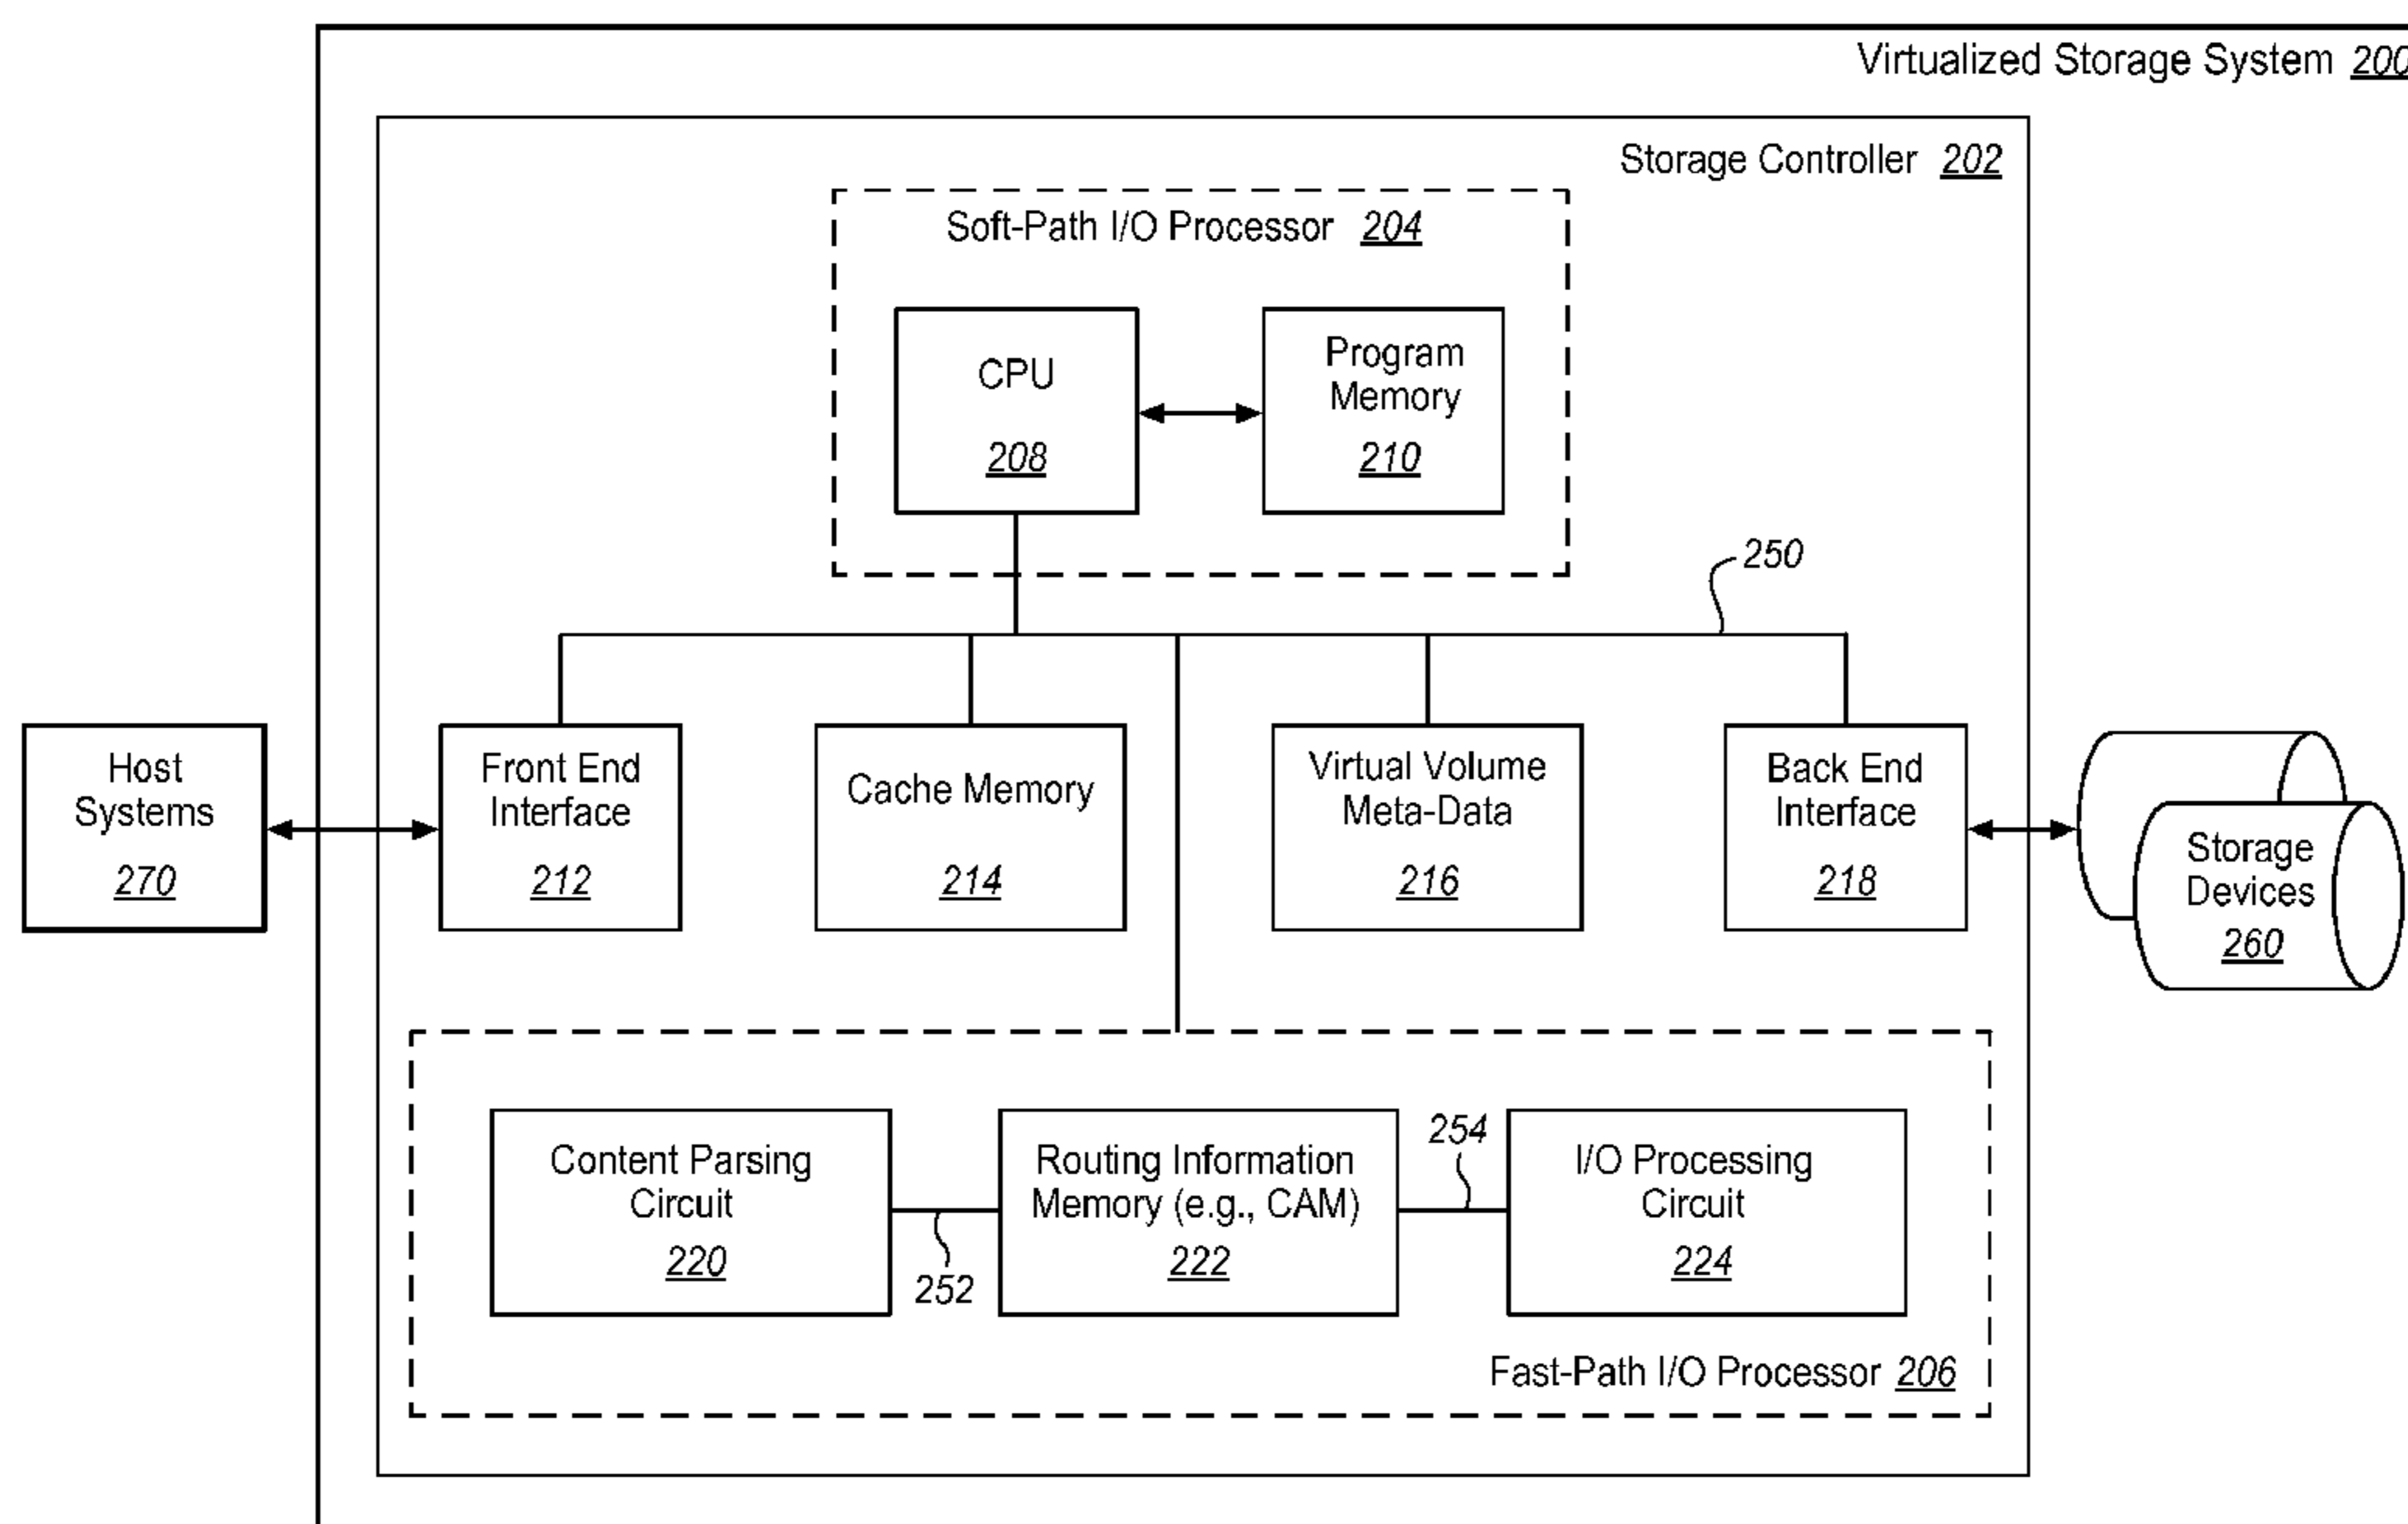 Virtualized Storage System 200
Storage Controller 202
Soft-Path I/O Processor 204
CPU
208
Program
Memory
210
250
Host
Systems
270
Front End
Interface
212
Cache Memory
214
Virtual Volume
Meta-Data
216
Back End
Interface
218
Storage
Devices
260
Content Parsing
Circuit
220
252
Routing Information
Memory (e.g., CAM)
222
254
I/O Processing
Circuit
224
Fast-Path I/O Processor 206